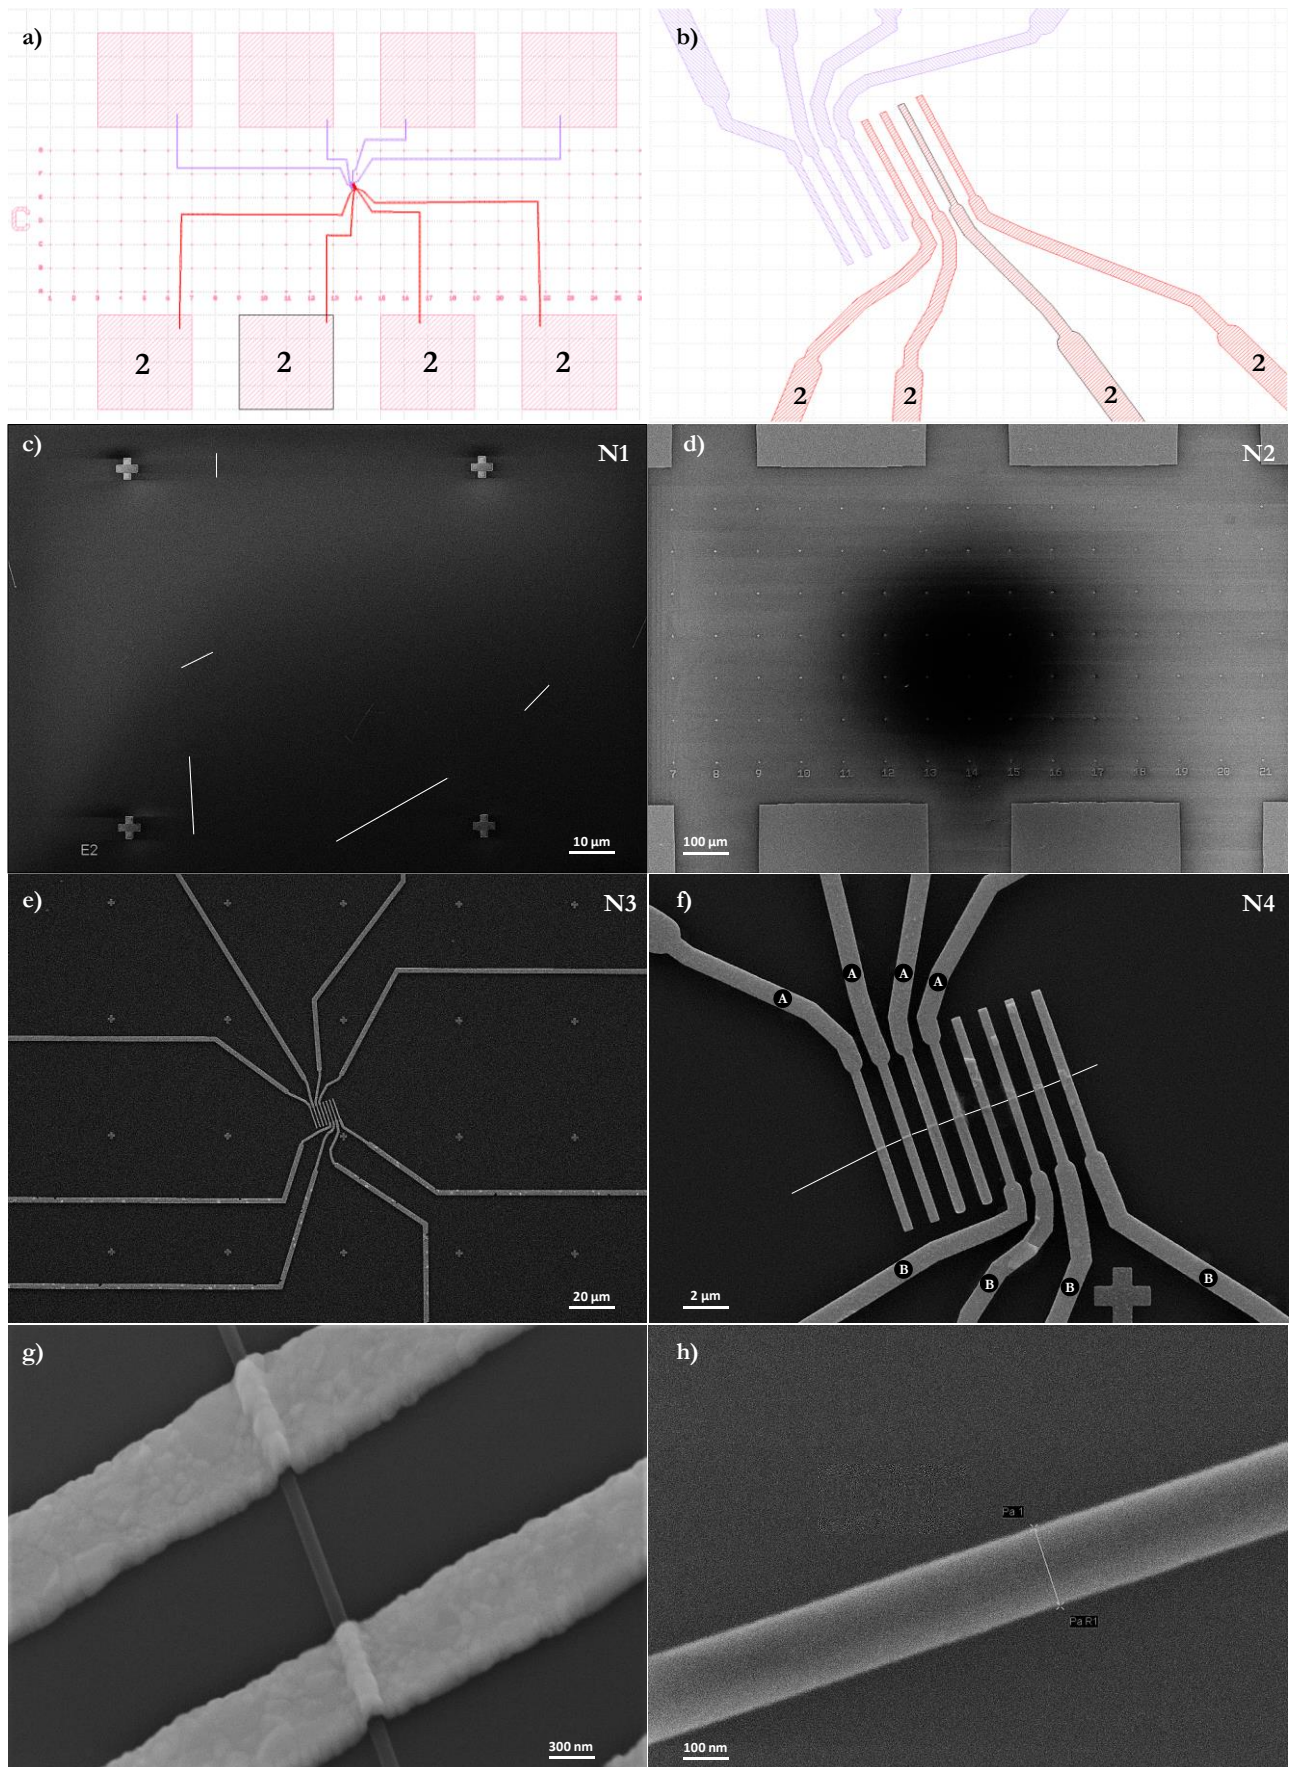 a)
C
2 2 2 2
b)
2 2 2 2
c) N1
E2
10 µm
d) N2
7 8 9 10 11 12 13 14 15 16 17 18 19 20 21
100 µm
e) N3
20 µm
f) N4
A A A A
B B B B
2 µm
g)
300 nm
h)
Pa 1
Pa R1
100 nm